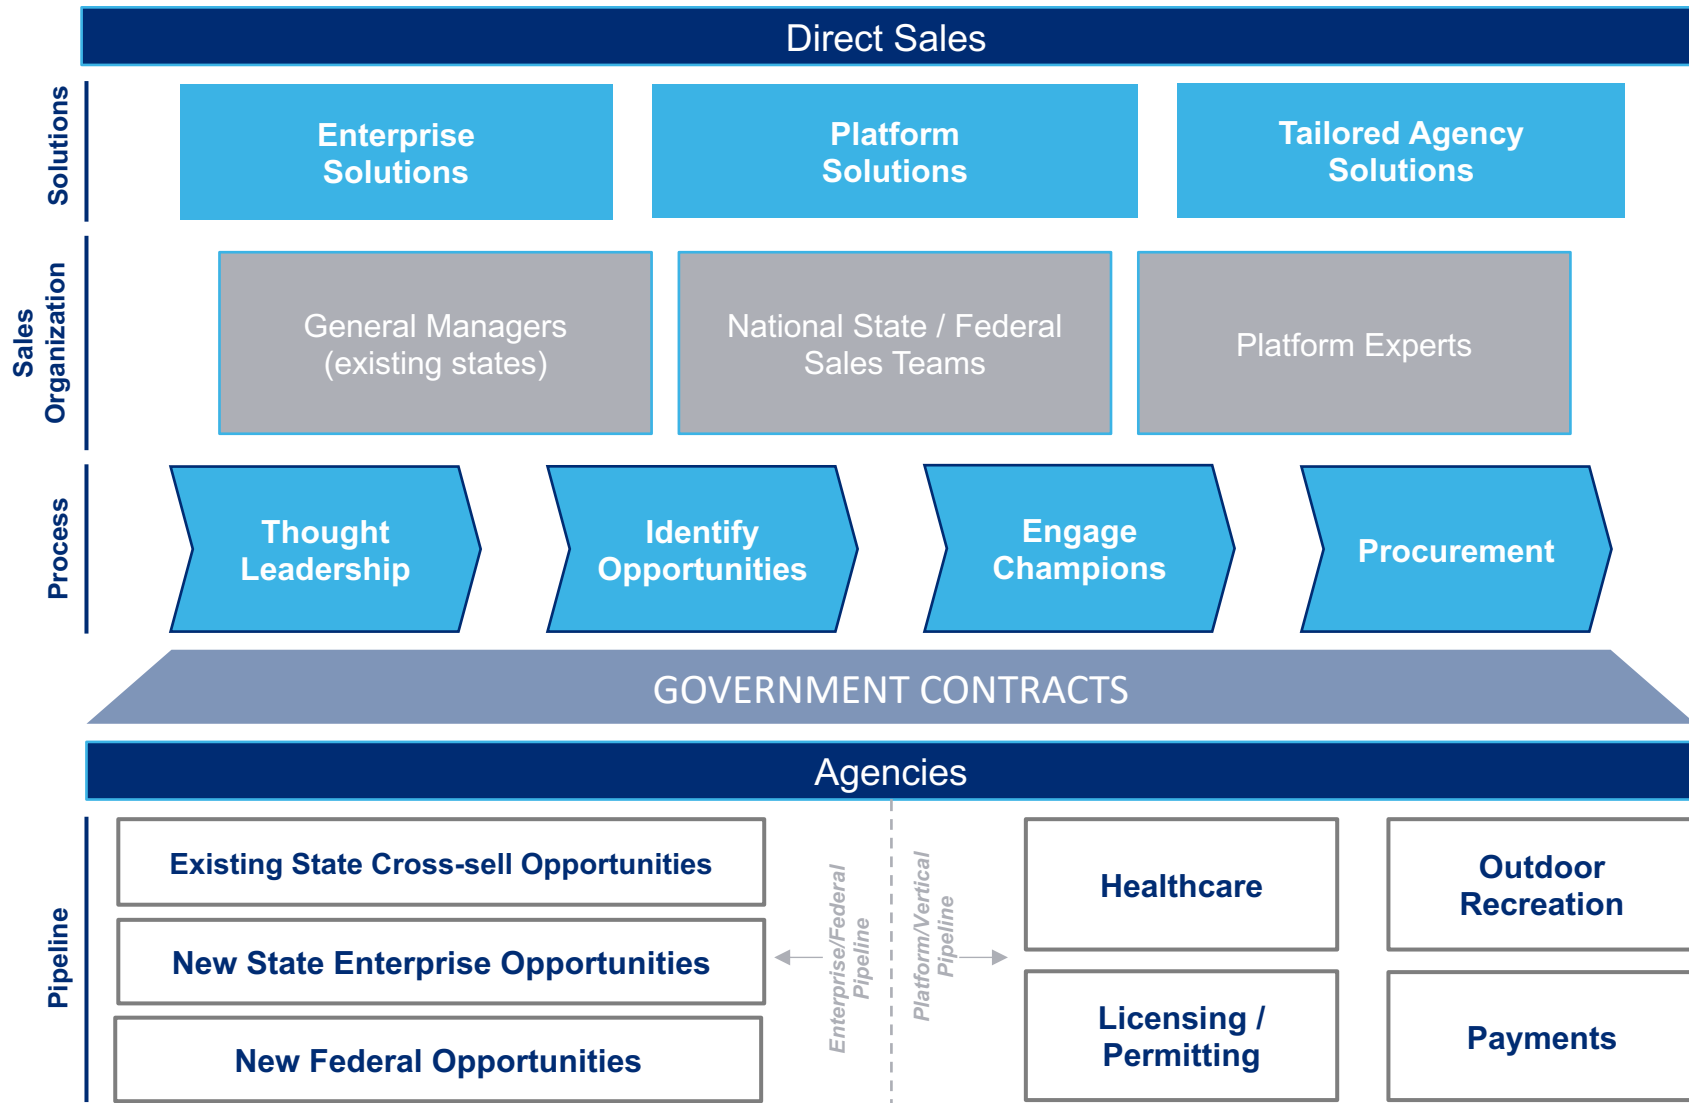 Direct Sales
Solutions
Enterprise
Solutions
Platform
Solutions
Tailored Agency
Solutions
Sales
Organization
General Managers
(existing states)
National State / Federal
Sales Teams
Platform Experts
Process
Thought
Leadership
Identify
Opportunities
Engage
Champions
Procurement
GOVERNMENT CONTRACTS
Agencies
Pipeline
Existing State Cross-sell Opportunities
New State Enterprise Opportunities
New Federal Opportunities
Enterprise/Federal
Pipeline
Platform/Vertical
Pipeline
Healthcare
Outdoor
Recreation
Licensing /
Permitting
Payments